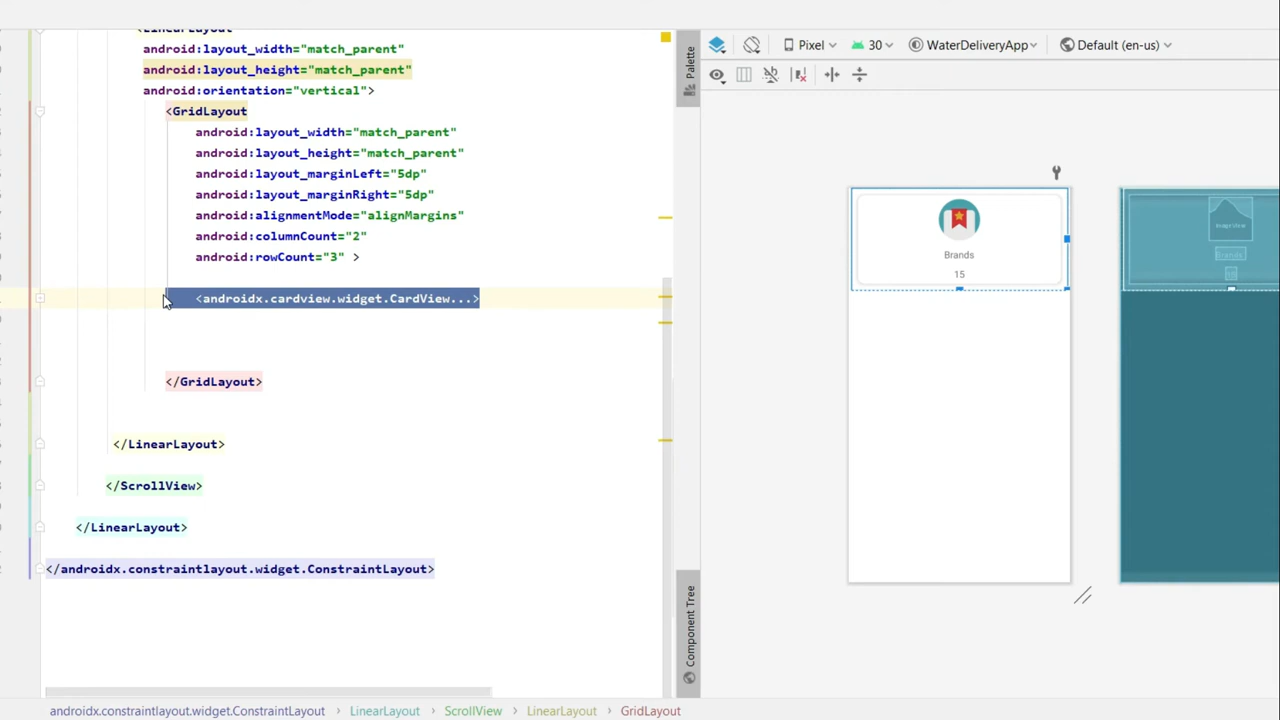 <LinearLayout
android:layout_width="match_parent"
android:layout_height="match_parent"
android:orientation="vertical">
<GridLayout
android:layout_width="match_parent"
android:layout_height="match_parent"
android:layout_marginLeft="5dp"
android:layout_marginRight="5dp"
android:alignmentMode="alignMargins"
android:columnCount="2"
android:rowCount="3" >
<androidx.cardview.widget.CardView...>
</GridLayout>
</LinearLayout>
</ScrollView>
</LinearLayout>
</androidx.constraintlayout.widget.ConstraintLayout>
androidx.constraintlayout.widget.ConstraintLayout › LinearLayout › ScrollView › LinearLayout › GridLayout
Palette
Component Tree
Pixel 30 WaterDeliveryApp Default (en-us)
Brands
15
ImageView
Brands
15